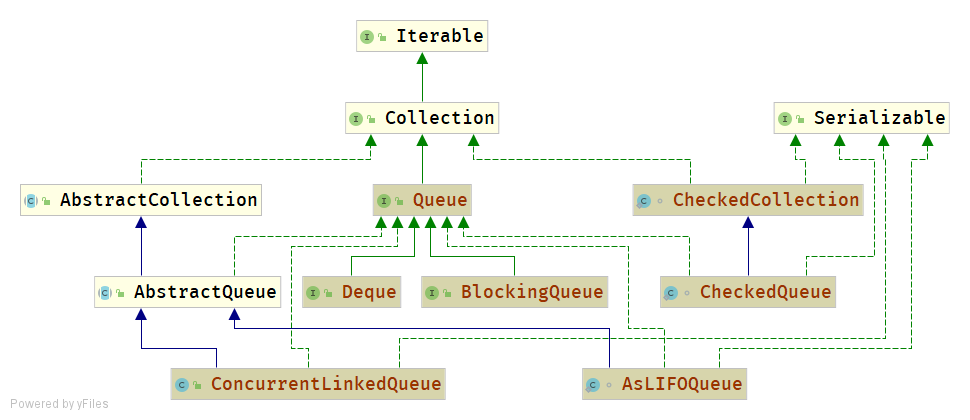 Iterable
Collection
Serializable
AbstractCollection
Queue
CheckedCollection
AbstractQueue
Deque
BlockingQueue
CheckedQueue
ConcurrentLinkedQueue
AsLIFOQueue
Powered by yFiles